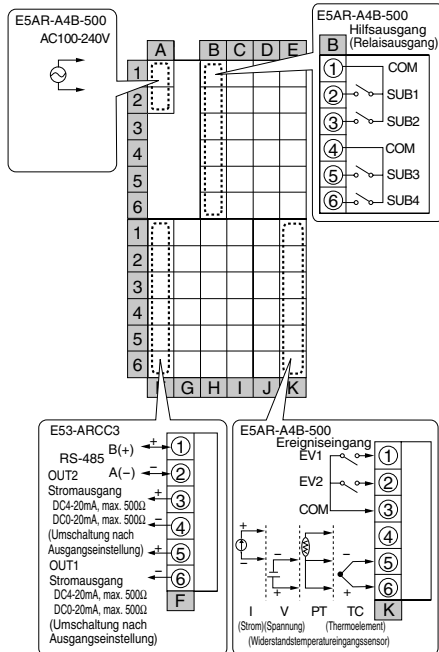 E5AR-A4B-500
AC100-240V
E5AR-A4B-500
Hilfsausgang
(Relaisausgang)
B
1 COM
2 SUB1
3 SUB2
4 COM
5 SUB3
6 SUB4
A B C D E
1
2
3
4
5
6
1
2
3
4
5
6
G H I J K
E53-ARCC3
RS-485
B(+) + 1
A(−) − 2
OUT2
Stromausgang
DC4-20mA, max. 500Ω
DC0-20mA, max. 500Ω
(Umschaltung nach
Ausgangseinstellung)
+ 3
− 4
OUT1
Stromausgang
DC4-20mA, max. 500Ω
DC0-20mA, max. 500Ω
(Umschaltung nach
Ausgangseinstellung)
+ 5
− 6
F
E5AR-A4B-500
Ereigniseingang
EV1 1
EV2 2
COM 3
4
5
6
K
+ − − + − +
I V PT TC
(Strom)(Spannung) (Thermoelement)
(Widerstandstemperatureingangssensor)